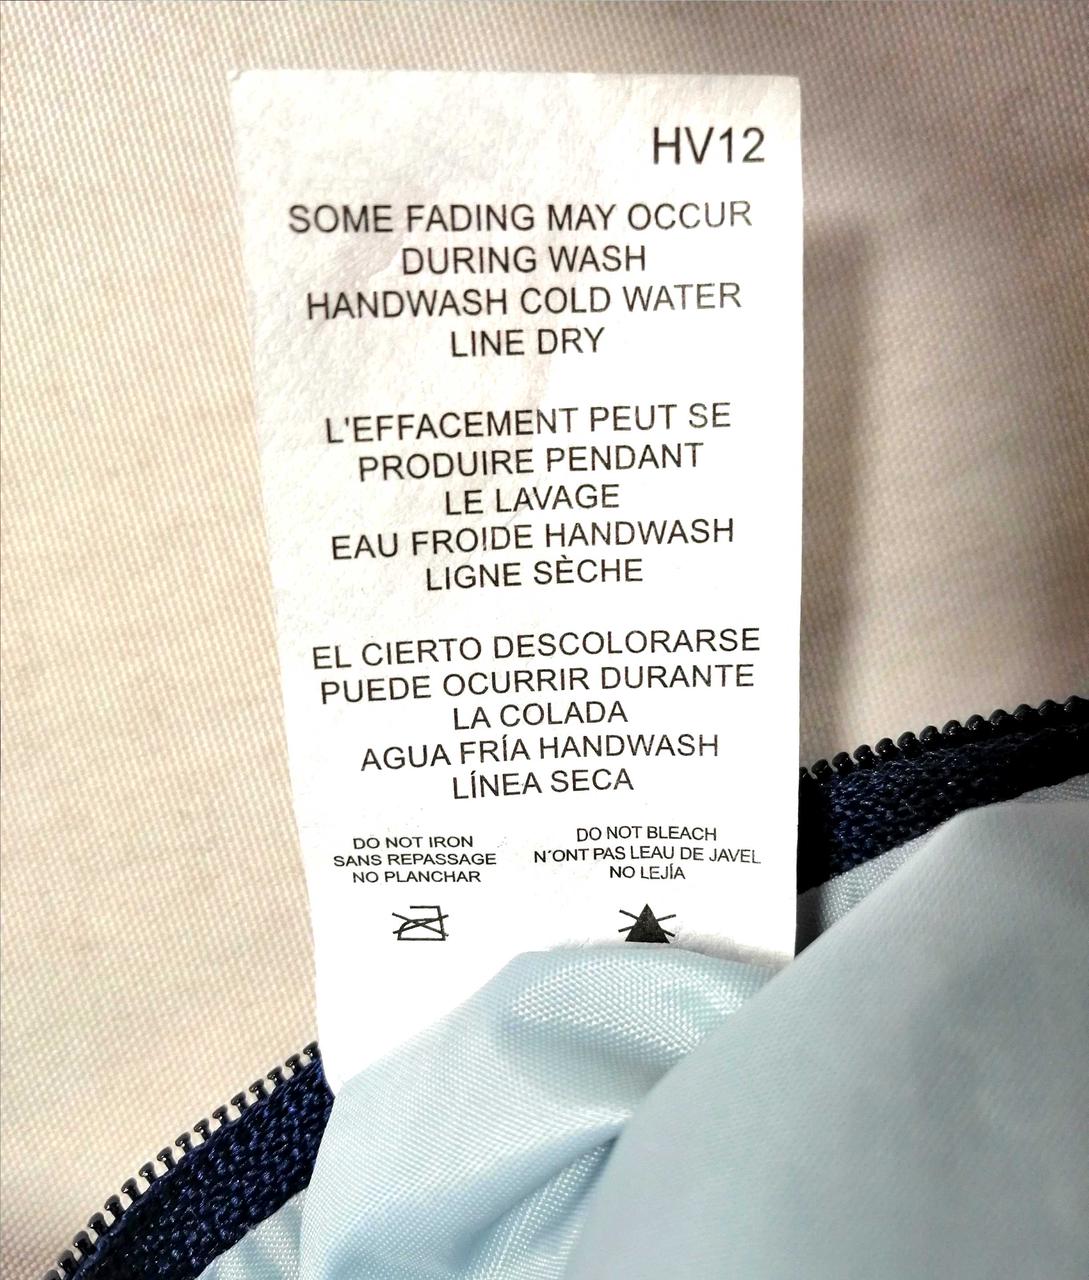 HV12
SOME FADING MAY OCCUR
DURING WASH
HANDWASH COLD WATER
LINE DRY
L'EFFACEMENT PEUT SE
PRODUIRE PENDANT
LE LAVAGE
EAU FROIDE HANDWASH
LIGNE SÈCHE
EL CIERTO DESCOLORARSE
PUEDE OCURRIR DURANTE
LA COLADA
AGUA FRÍA HANDWASH
LÍNEA SECA
DO NOT IRON
SANS REPASSAGE
NO PLANCHAR
DO NOT BLEACH
N´ONT PAS LEAU DE JAVEL
NO LEJÍA